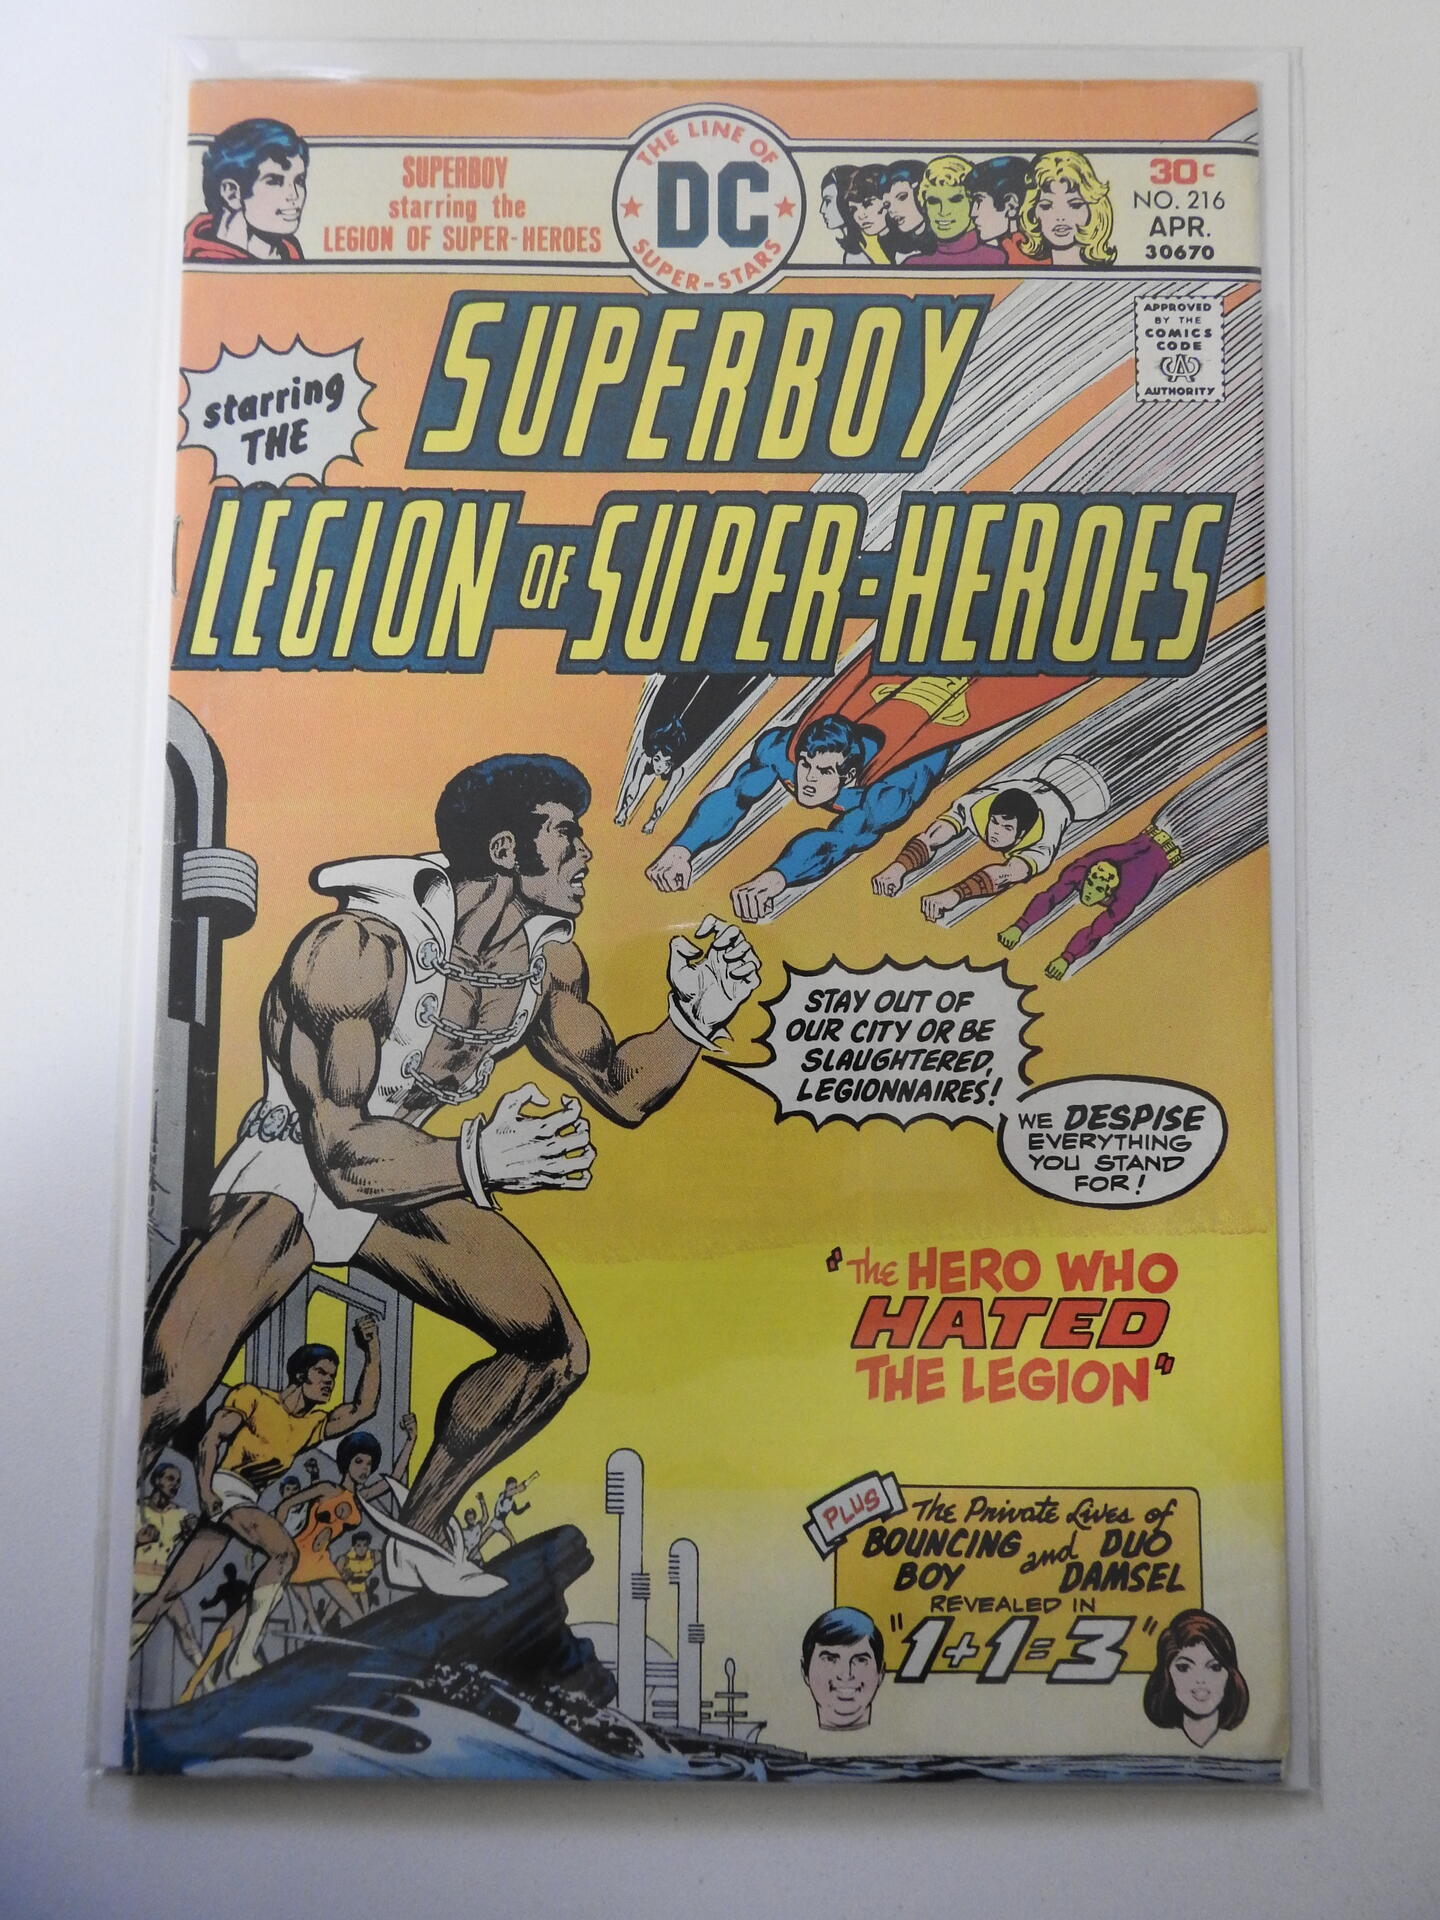 SUPERBOY
starring the
LEGION OF SUPER-HEROES
THE LINE OF
DC
SUPER-STARS
30c
NO. 216
APR.
30670
APPROVED
BY THE
COMICS
CODE
CA
AUTHORITY
starring
THE
SUPERBOY
LEGION OF SUPER-HEROES
STAY OUT OF
OUR CITY OR BE
SLAUGHTERED,
LEGIONNAIRES!
WE DESPISE
EVERYTHING
YOU STAND
FOR!
"The HERO WHO
HATED
THE LEGION"
PLUS
The Private Lives of
BOUNCING and DUO
BOY DAMSEL
REVEALED IN
"1+1=3"